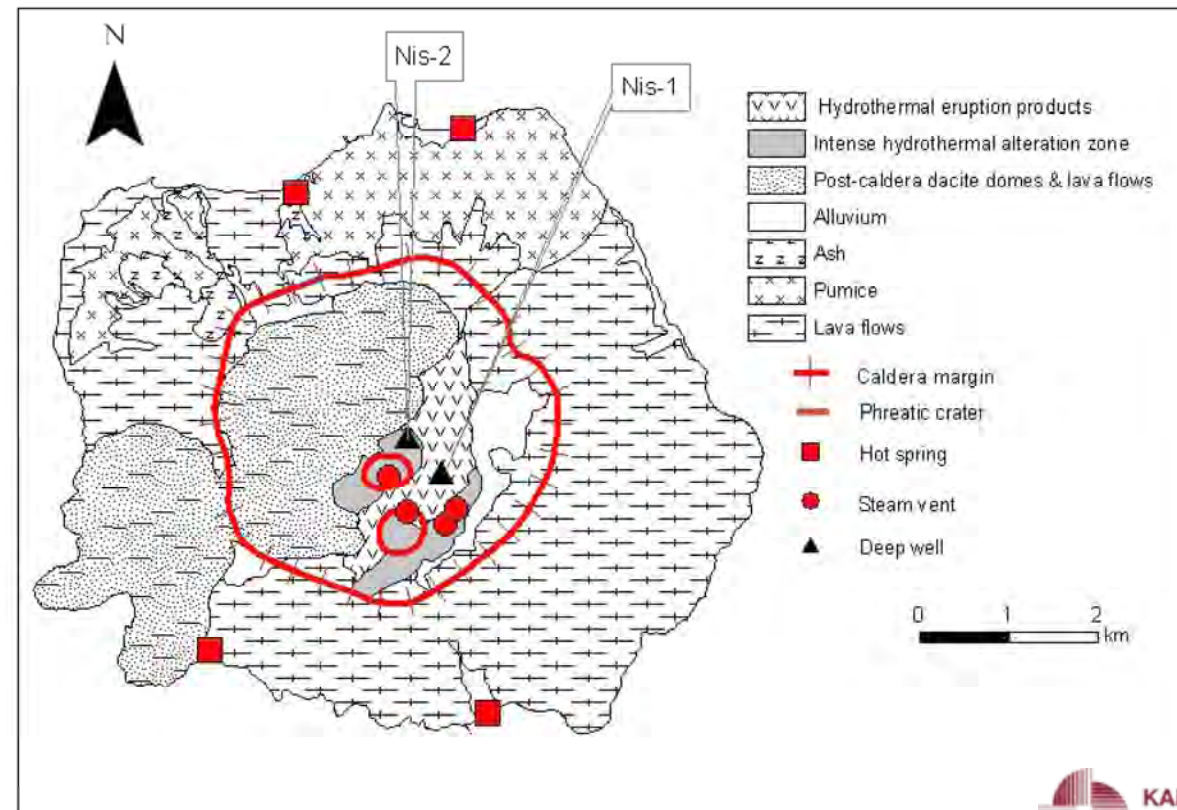 N
Nis-2
Nis-1
Hydrothermal eruption products
Intense hydrothermal alteration zone
Post-caldera dacite domes & lava flows
Alluvium
Ash
Pumice
Lava flows
Caldera margin
Phreatic crater
Hot spring
Steam vent
Deep well
0 1 2
km